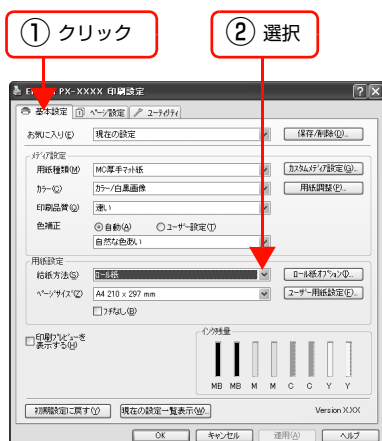 ① クリック
② 選択
PX-XXXX 印刷設定
基本設定 ページ設定 ユーティリティ
お気に入り(E) 現在の設定 保存/削除(D)...
メディア設定
用紙種類(M) MC厚手マット紙 カスタムメディア設定(G)...
カラー(C) カラー/白黒画像 用紙調整(P)...
印刷品質(Q) 速い
色補正 自動(A) ユーザー設定(T)
自然な色あい
用紙設定
給紙方法(S) ロール紙 ロール紙オプション(I)...
ページサイズ(Z) A4 210 x 297 mm ユーザー用紙設定(F)...
フチなし(B)
印刷プレビューを
表示する(H)
インク残量
MB MB M M C C Y Y
初期設定に戻す(Y) 現在の設定一覧表示(W)... Version X.XX
OK キャンセル 適用(A) ヘルプ